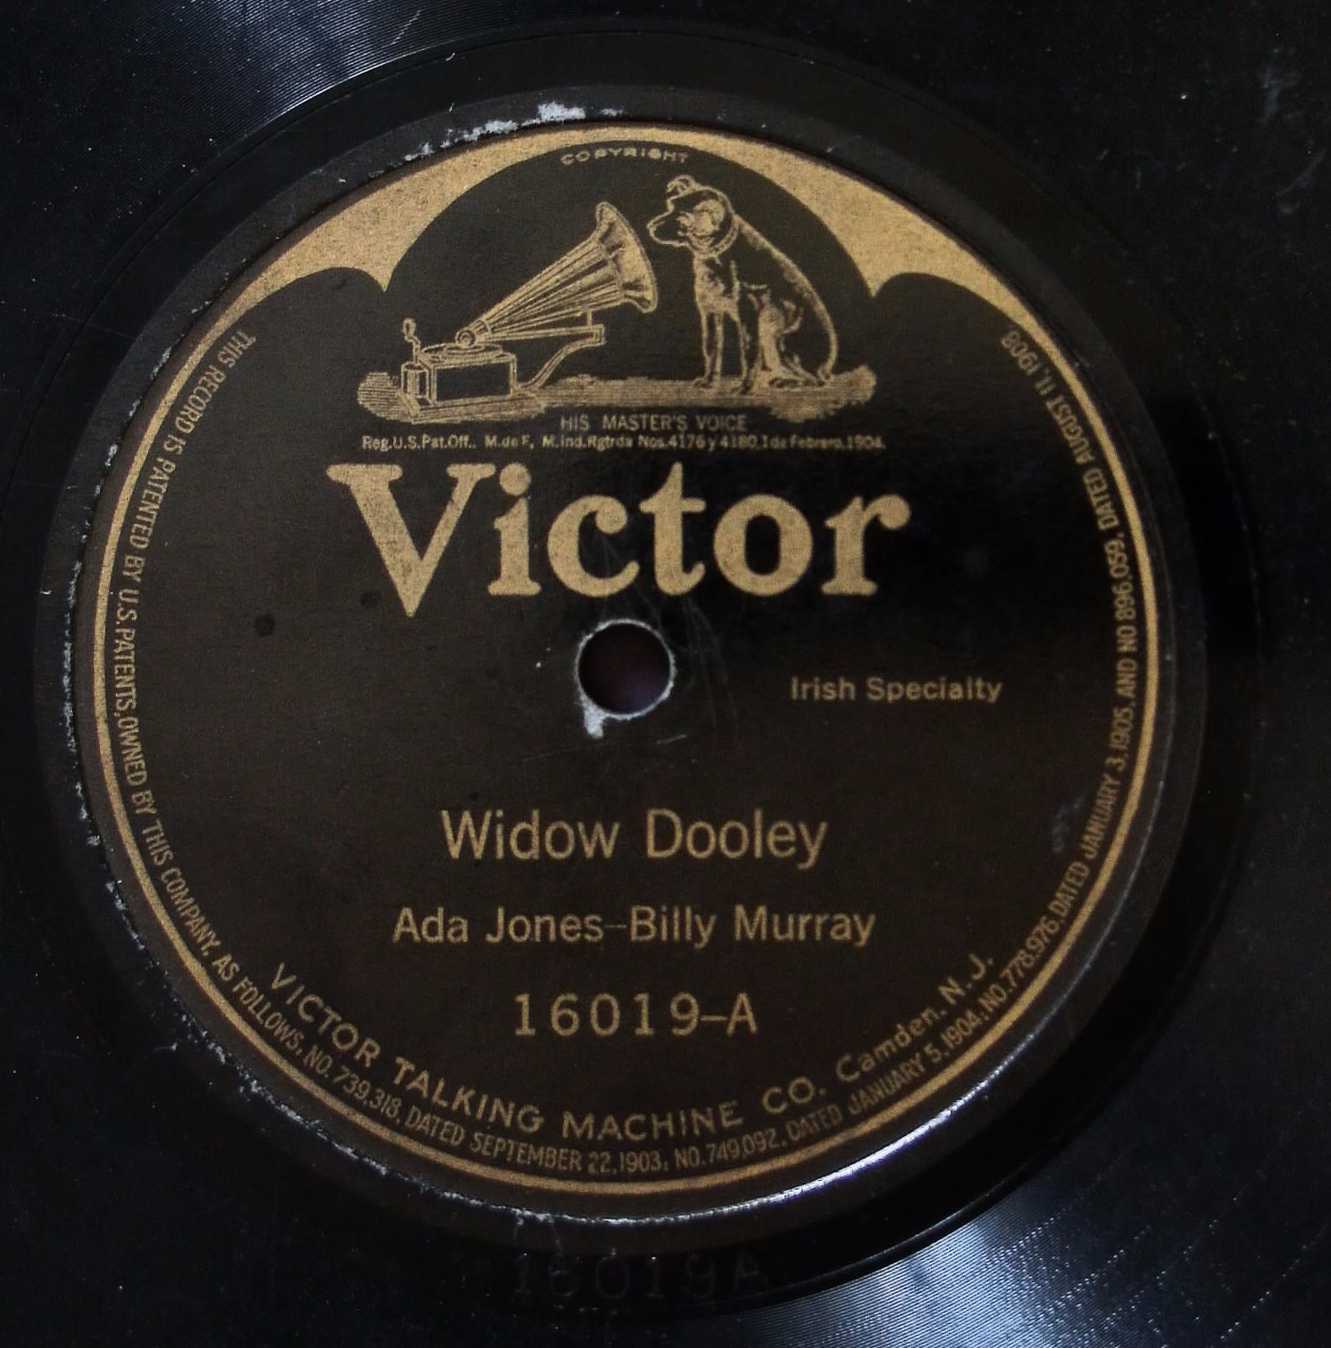 COPYRIGHT
HIS MASTER'S VOICE
Reg.U.S.Pat.Off., M.de F., M.Ind.Rgtrda Nos.4176 y 4180,1 de Febrero,1904.
Victor
Irish Specialty
Widow Dooley
Ada Jones–Billy Murray
16019–A
VICTOR TALKING MACHINE CO. Camden, N.J.
THIS RECORD IS PATENTED BY U.S. PATENTS, OWNED BY THIS COMPANY, AS FOLLOWS, NO. 739,318, DATED SEPTEMBER 22, 1903; NO. 749,092, DATED JANUARY 5, 1904; NO. 778,976, DATED JANUARY 3, 1905, AND NO 896,059, DATED AUGUST 11, 1908
16019A